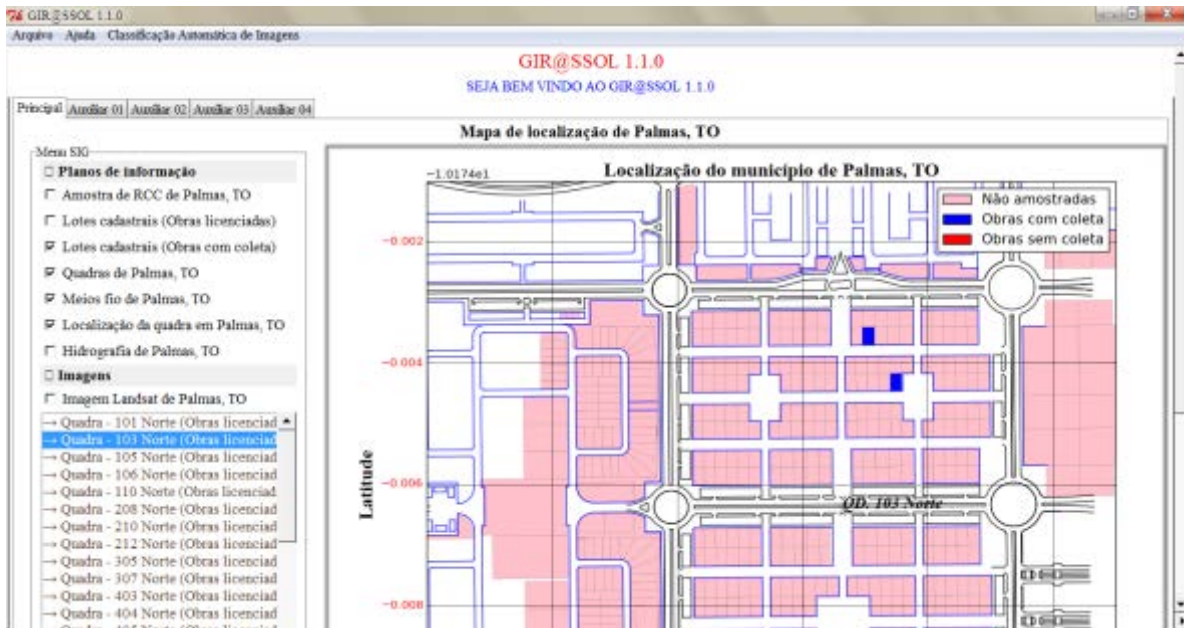 GIR@SSOL 1.1.0
Arquivo Ajuda Classificação Automática de Imagens
GIR@SSOL 1.1.0
SEJA BEM VINDO AO GIR@SSOL 1.1.0
Principal Auxiliar 01 Auxiliar 02 Auxiliar 03 Auxiliar 04
Mapa de localização de Palmas, TO
Menu SIG
Planos de informação
Amostra de RCC de Palmas, TO
Lotes cadastrais (Obras licenciadas)
Lotes cadastrais (Obras com coleta)
Quadras de Palmas, TO
Meios fio de Palmas, TO
Localização da quadra em Palmas, TO
Hidrografia de Palmas, TO
Imagens
Imagem Landsat de Palmas, TO
→ Quadra - 101 Norte (Obras licenciad
→ Quadra - 103 Norte (Obras licenciad
→ Quadra - 105 Norte (Obras licenciad
→ Quadra - 106 Norte (Obras licenciad
→ Quadra - 110 Norte (Obras licenciad
→ Quadra - 208 Norte (Obras licenciad
→ Quadra - 210 Norte (Obras licenciad
→ Quadra - 212 Norte (Obras licenciad
→ Quadra - 305 Norte (Obras licenciad
→ Quadra - 307 Norte (Obras licenciad
→ Quadra - 403 Norte (Obras licenciad
→ Quadra - 404 Norte (Obras licenciad
Localização do município de Palmas, TO
−1.0174e1
Não amostradas
Obras com coleta
Obras sem coleta
−0.002
−0.004
−0.006
−0.008
Latitude
QD. 103 Norte